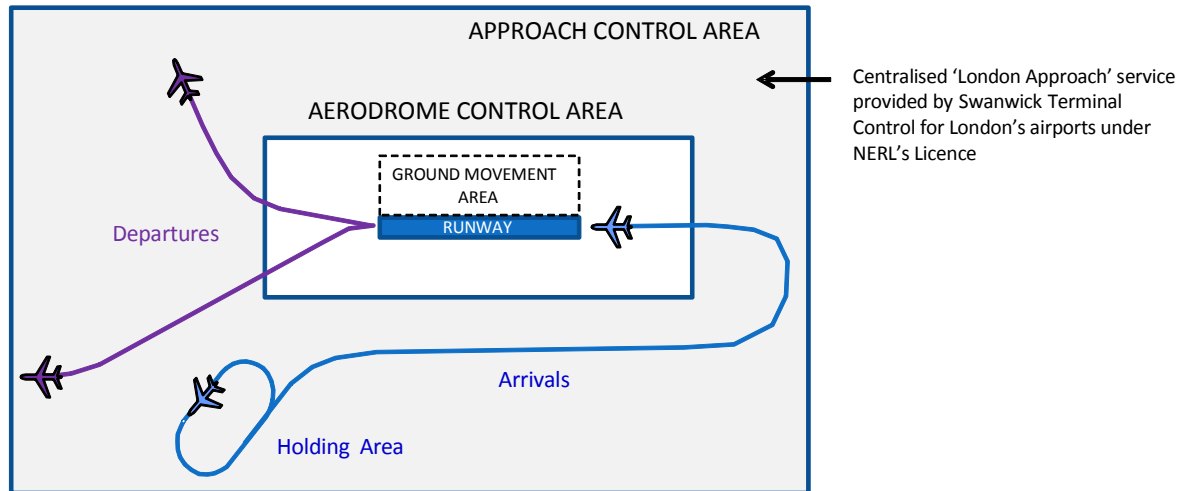 APPROACH CONTROL AREA
Centralised ‘London Approach’ service
provided by Swanwick Terminal
Control for London’s airports under
NERL’s Licence
AERODROME CONTROL AREA
GROUND MOVEMENT
AREA
RUNWAY
Departures
Arrivals
Holding Area